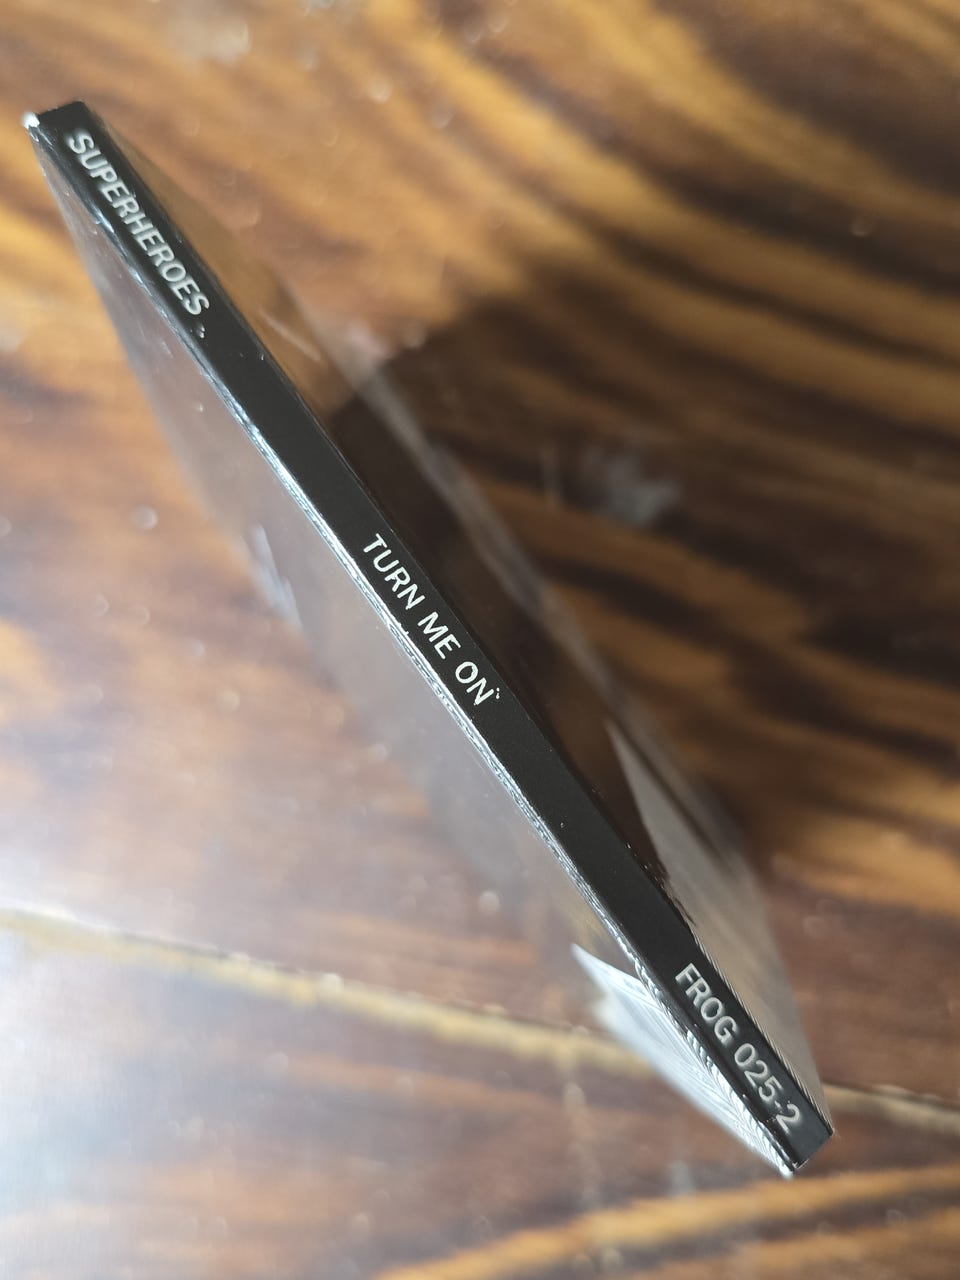 SUPERHEROES
TURN ME ON
FROG 025-2